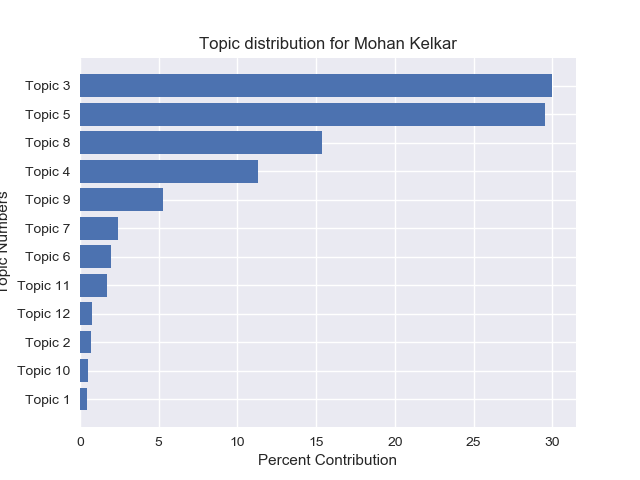 Topic distribution for Mohan Kelkar
Topic 3
Topic 5
Topic 8
Topic 4
Topic 9
Topic 7
Topic 6
Topic 11
Topic 12
Topic 2
Topic 10
Topic 1
Topic Numbers
0 5 10 15 20 25 30
Percent Contribution